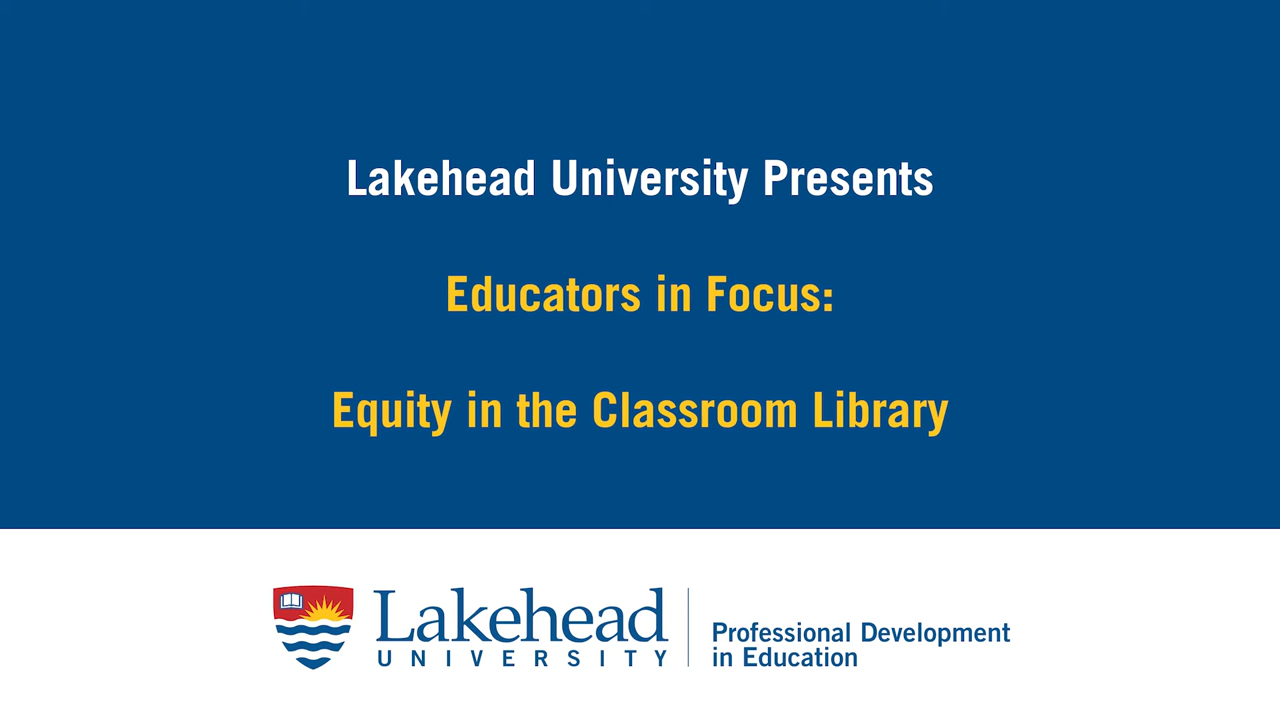 Lakehead University Presents
Educators in Focus:
Equity in the Classroom Library
Lakehead
UNIVERSITY
Professional Development
in Education